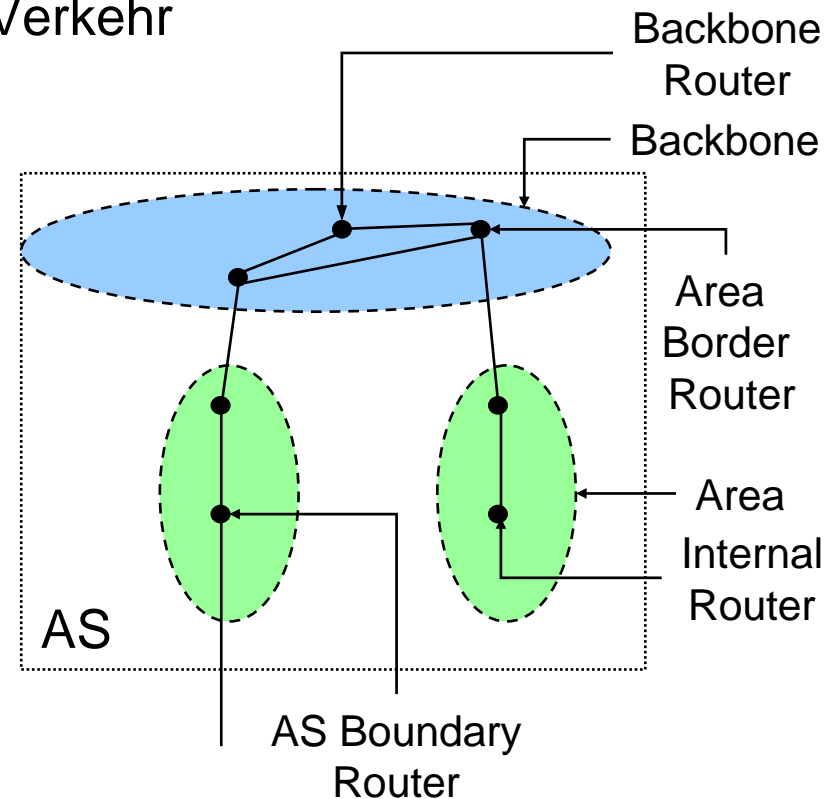 Verkehr
Backbone
Router
Backbone
Area
Border
Router
Area
Internal
Router
AS
AS Boundary
Router